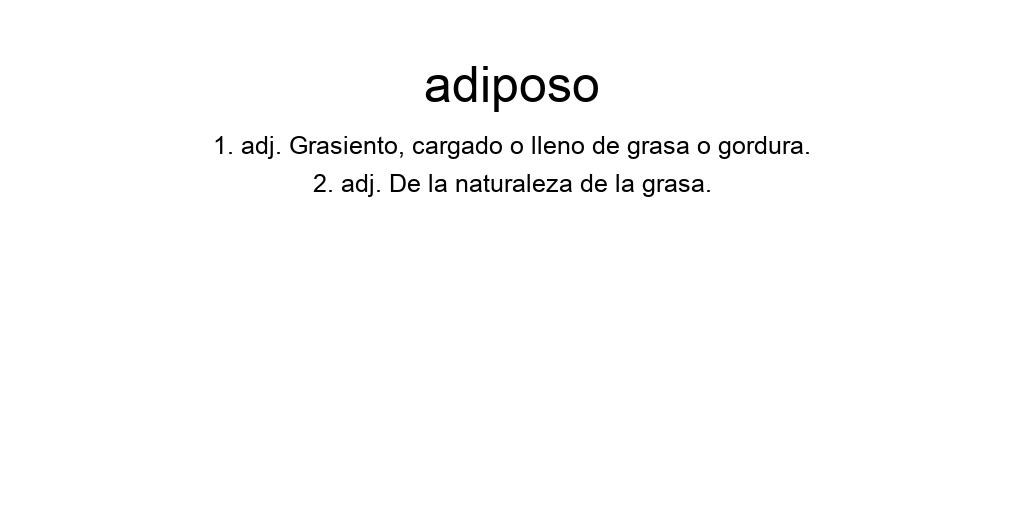 adiposo
1. adj. Grasiento, cargado o lleno de grasa o gordura.
2. adj. De la naturaleza de la grasa.